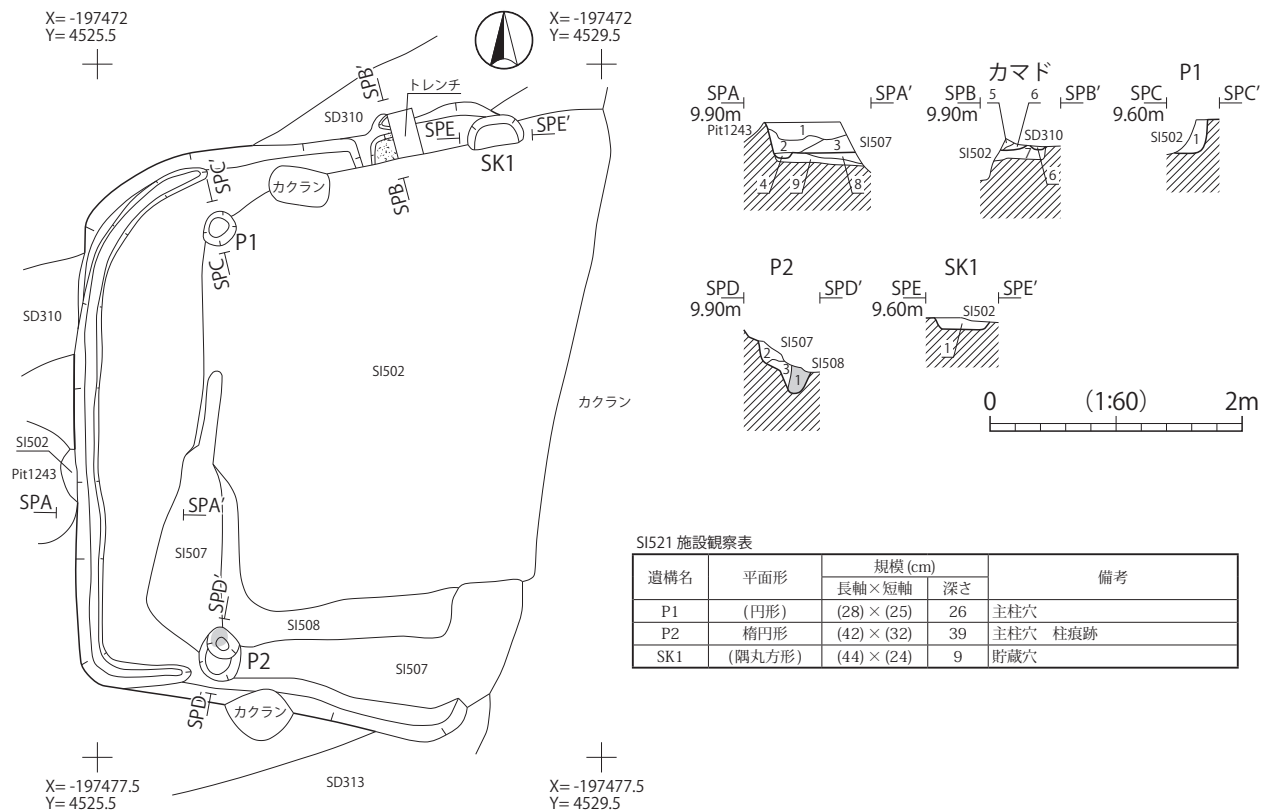 X= -197472
Y= 4525.5
X= -197472
Y= 4529.5
SPB′
トレンチ
SD310
SPE
SPE′
SK1
SPC′
カクラン
SPB
P1
SPC
SD310
SI502
カクラン
SI502
Pit1243
SPA
SPA′
SI507
SPD′
SI508
P2
SI507
SPD
カクラン
SD313
X= -197477.5
Y= 4525.5
X= -197477.5
Y= 4529.5
SPA
9.90m
SPA′
Pit1243
1
2
3
SI507
4
9
8
カマド
SPB
9.90m
SPB′
5
6
SD310
SI502
6
P1
SPC
9.60m
SPC′
SI502
1
P2
SPD
9.90m
SPD′
SI507
2
3
1
SI508
SK1
SPE
9.60m
SPE′
SI502
1
0 (1:60) 2m
SI521 施設観察表
遺構名 平面形 規模 (cm) 備考
長軸×短軸 深さ
P1 (円形) (28) × (25) 26 主柱穴
P2 楕円形 (42) × (32) 39 主柱穴 柱痕跡
SK1 (隅丸方形) (44) × (24) 9 貯蔵穴